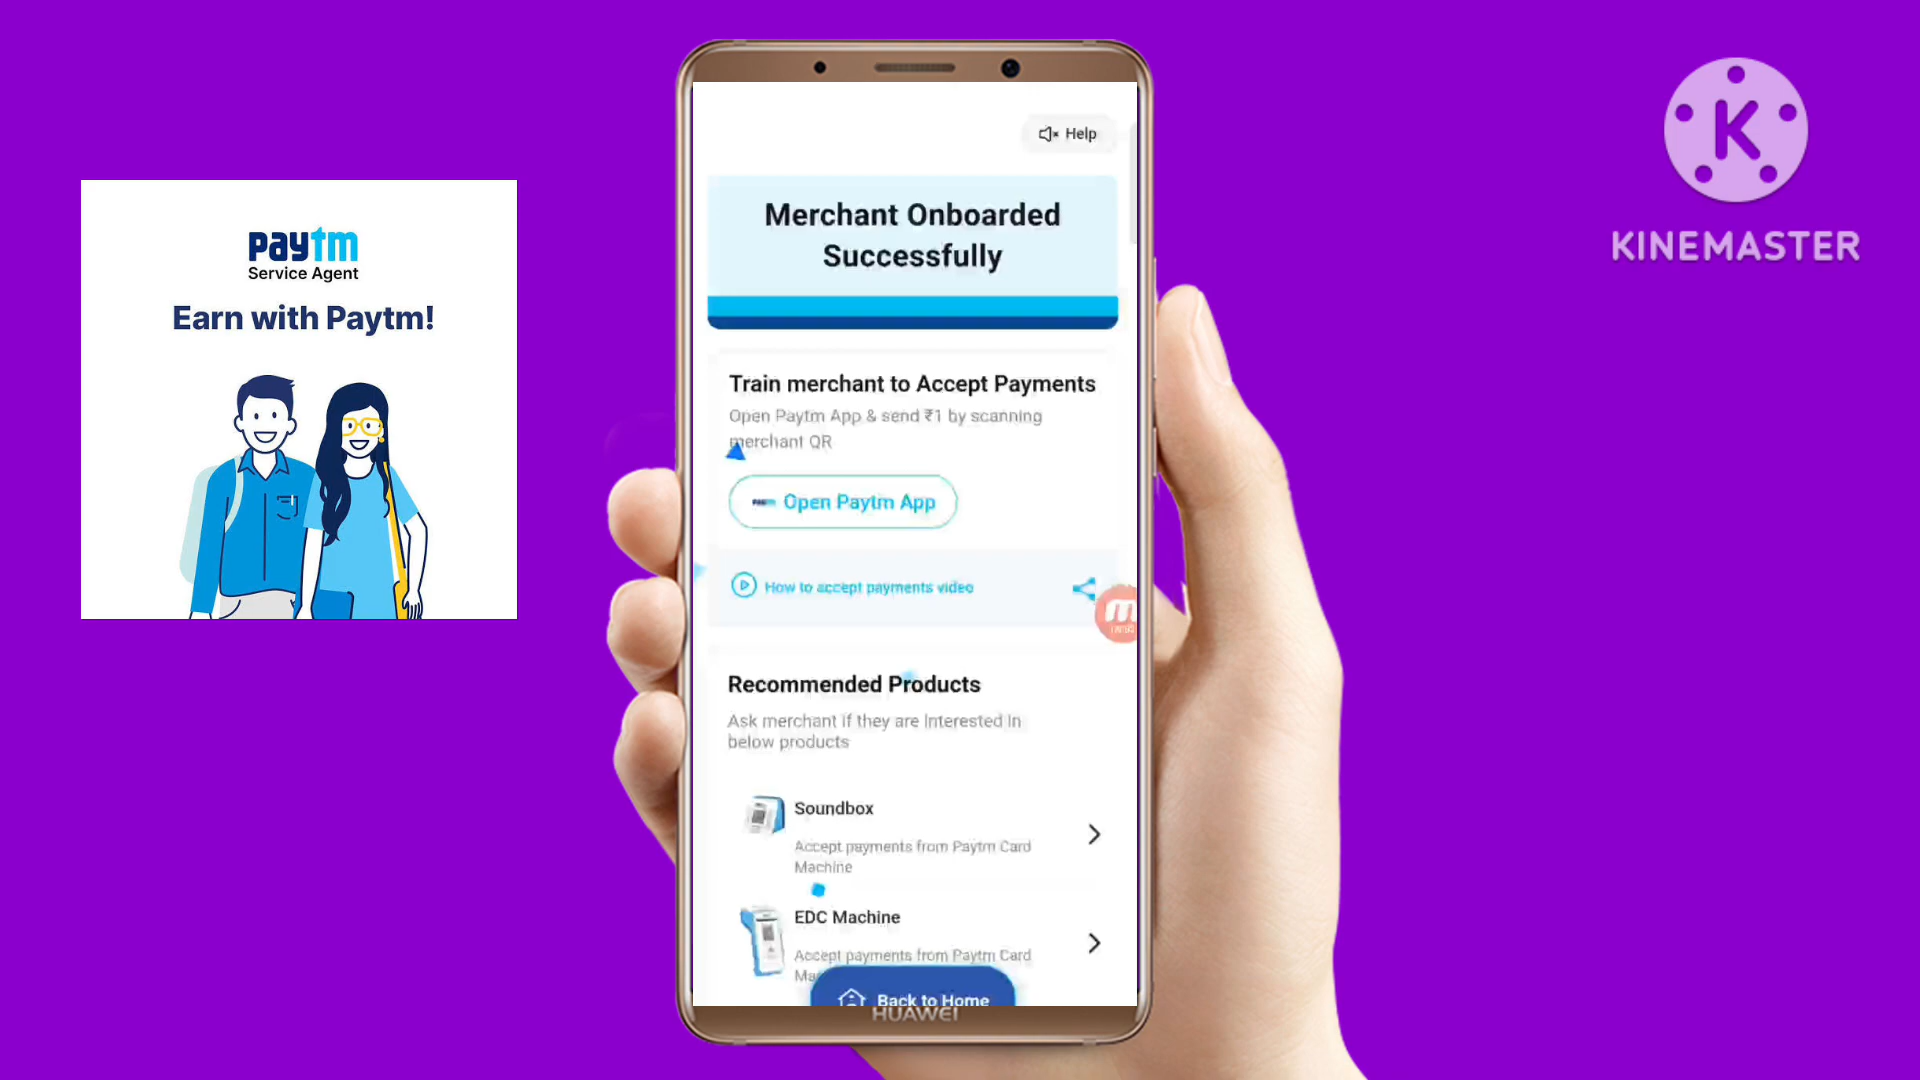 paytm
Service Agent
Earn with Paytm!
Help
Merchant Onboarded
Successfully
Train merchant to Accept Payments
Open Paytm App & send ₹1 by scanning
merchant QR
paytm Open Paytm App
How to accept payments video
Recommended Products
Ask merchant if they are interested in
below products
Soundbox
Accept payments from Paytm Card
Machine
EDC Machine
Accept payments from Paytm Card
Back to Home
HUAWEI
K
KINEMASTER